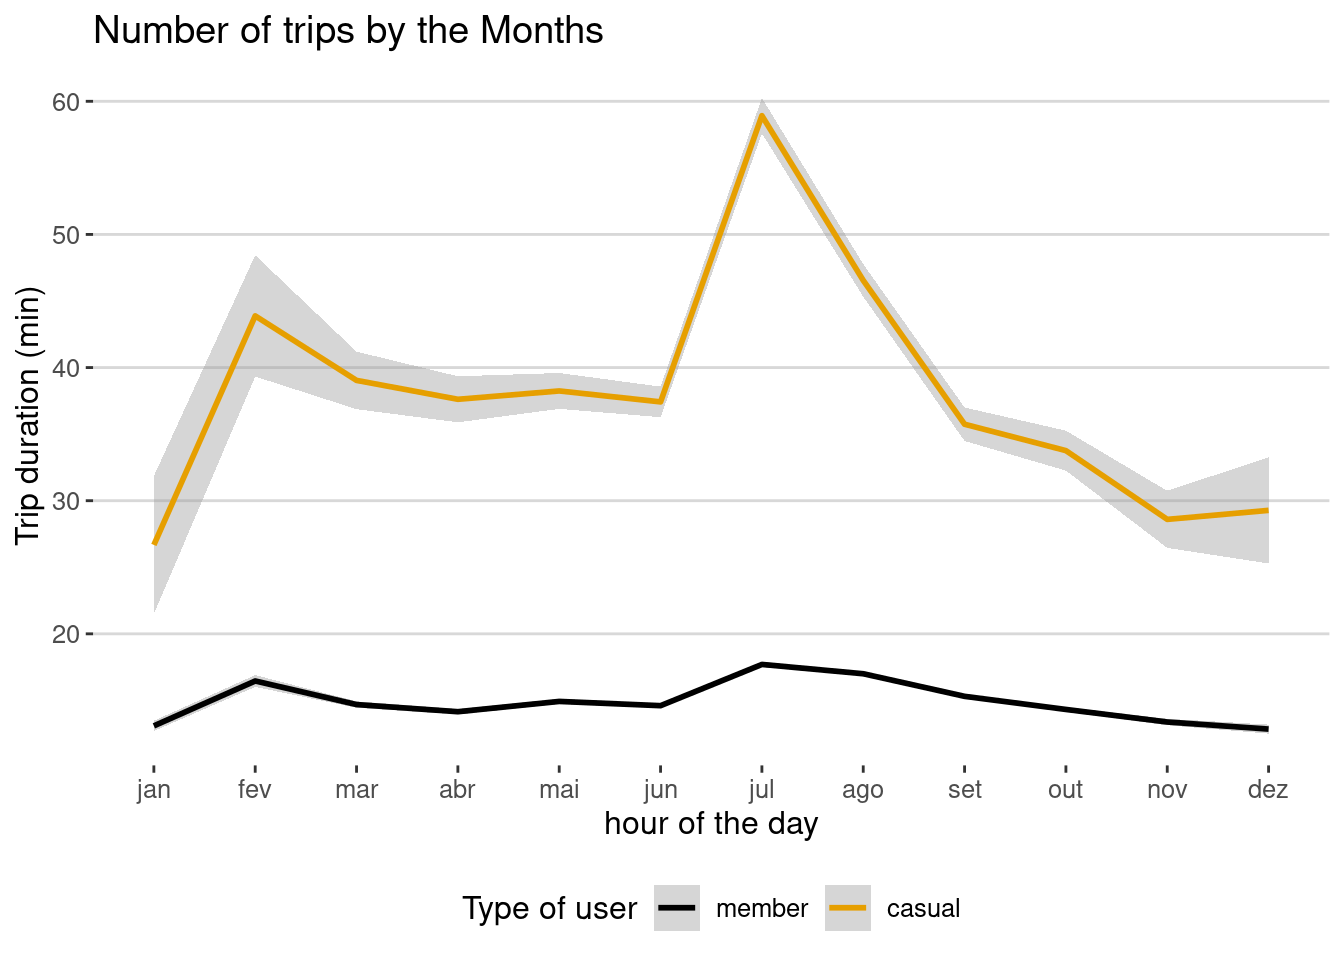 Number of trips by the Months
60
50
40
30
20
Trip duration (min)
jan fev mar abr mai jun jul ago set out nov dez
hour of the day
Type of user member casual